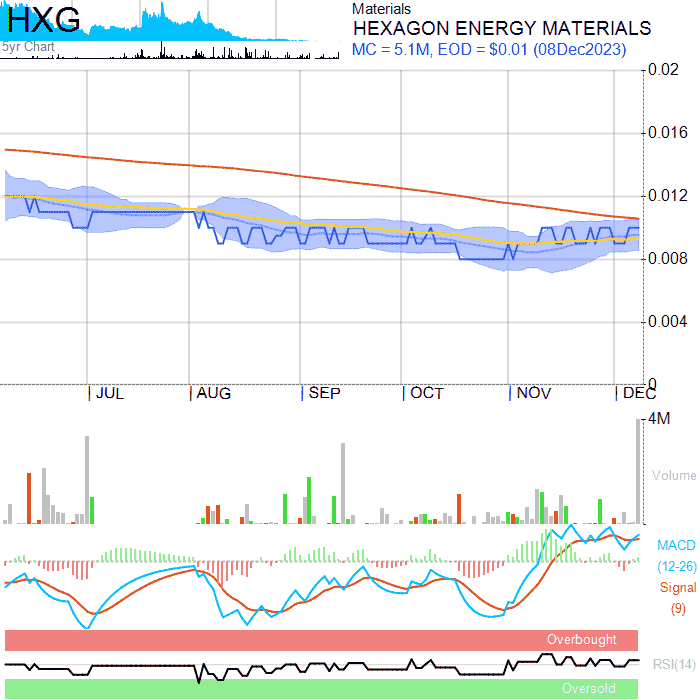 HXG
5yr Chart
Materials
HEXAGON ENERGY MATERIALS
MC = 5.1M, EOD = $0.01 (08Dec2023)
0.02
0.016
0.012
0.008
0.004
0
JUL AUG SEP OCT NOV DEC
4M
Volume
MACD
(12-26)
Signal
(9)
Overbought
RSI(14)
Oversold